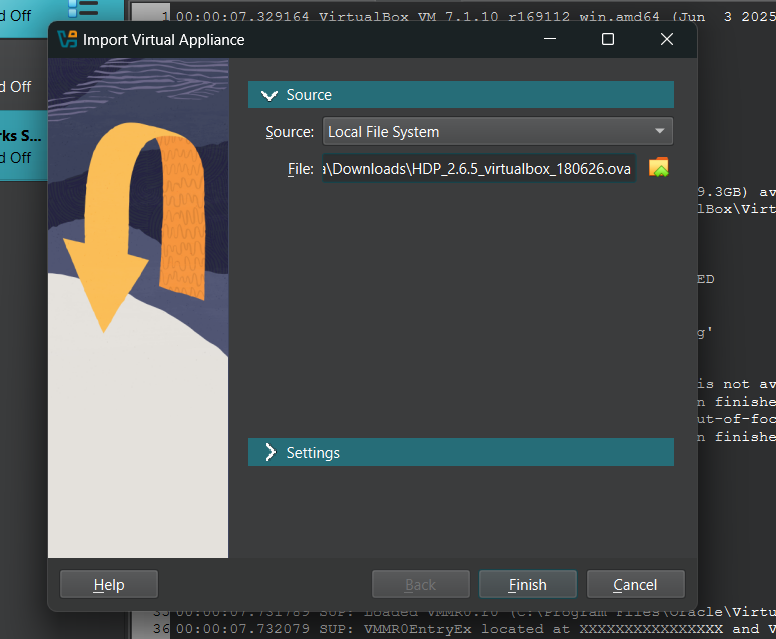 d Off
1 00:00:07.329164 VirtualBox VM 7.1.10 r169112 win.amd64 (Jun 3 2025
Import Virtual Appliance
d Off
rks S...
d Off
Source
Source: Local File System
File: a\Downloads\HDP_2.6.5_virtualbox_180626.ova
9.3GB) av
lBox\Virt
ED
g'
is not av
n finishe
ut-of-foc
n finishe
Settings
Help Back Finish Cancel
35 00:00:07.731789 SUP: Loaded VMMR0.r0 (C:\Program Files\Oracle\Virtu
36 00:00:07.732079 SUP: VMMR0EntryEx located at XXXXXXXXXXXXXXXX and V